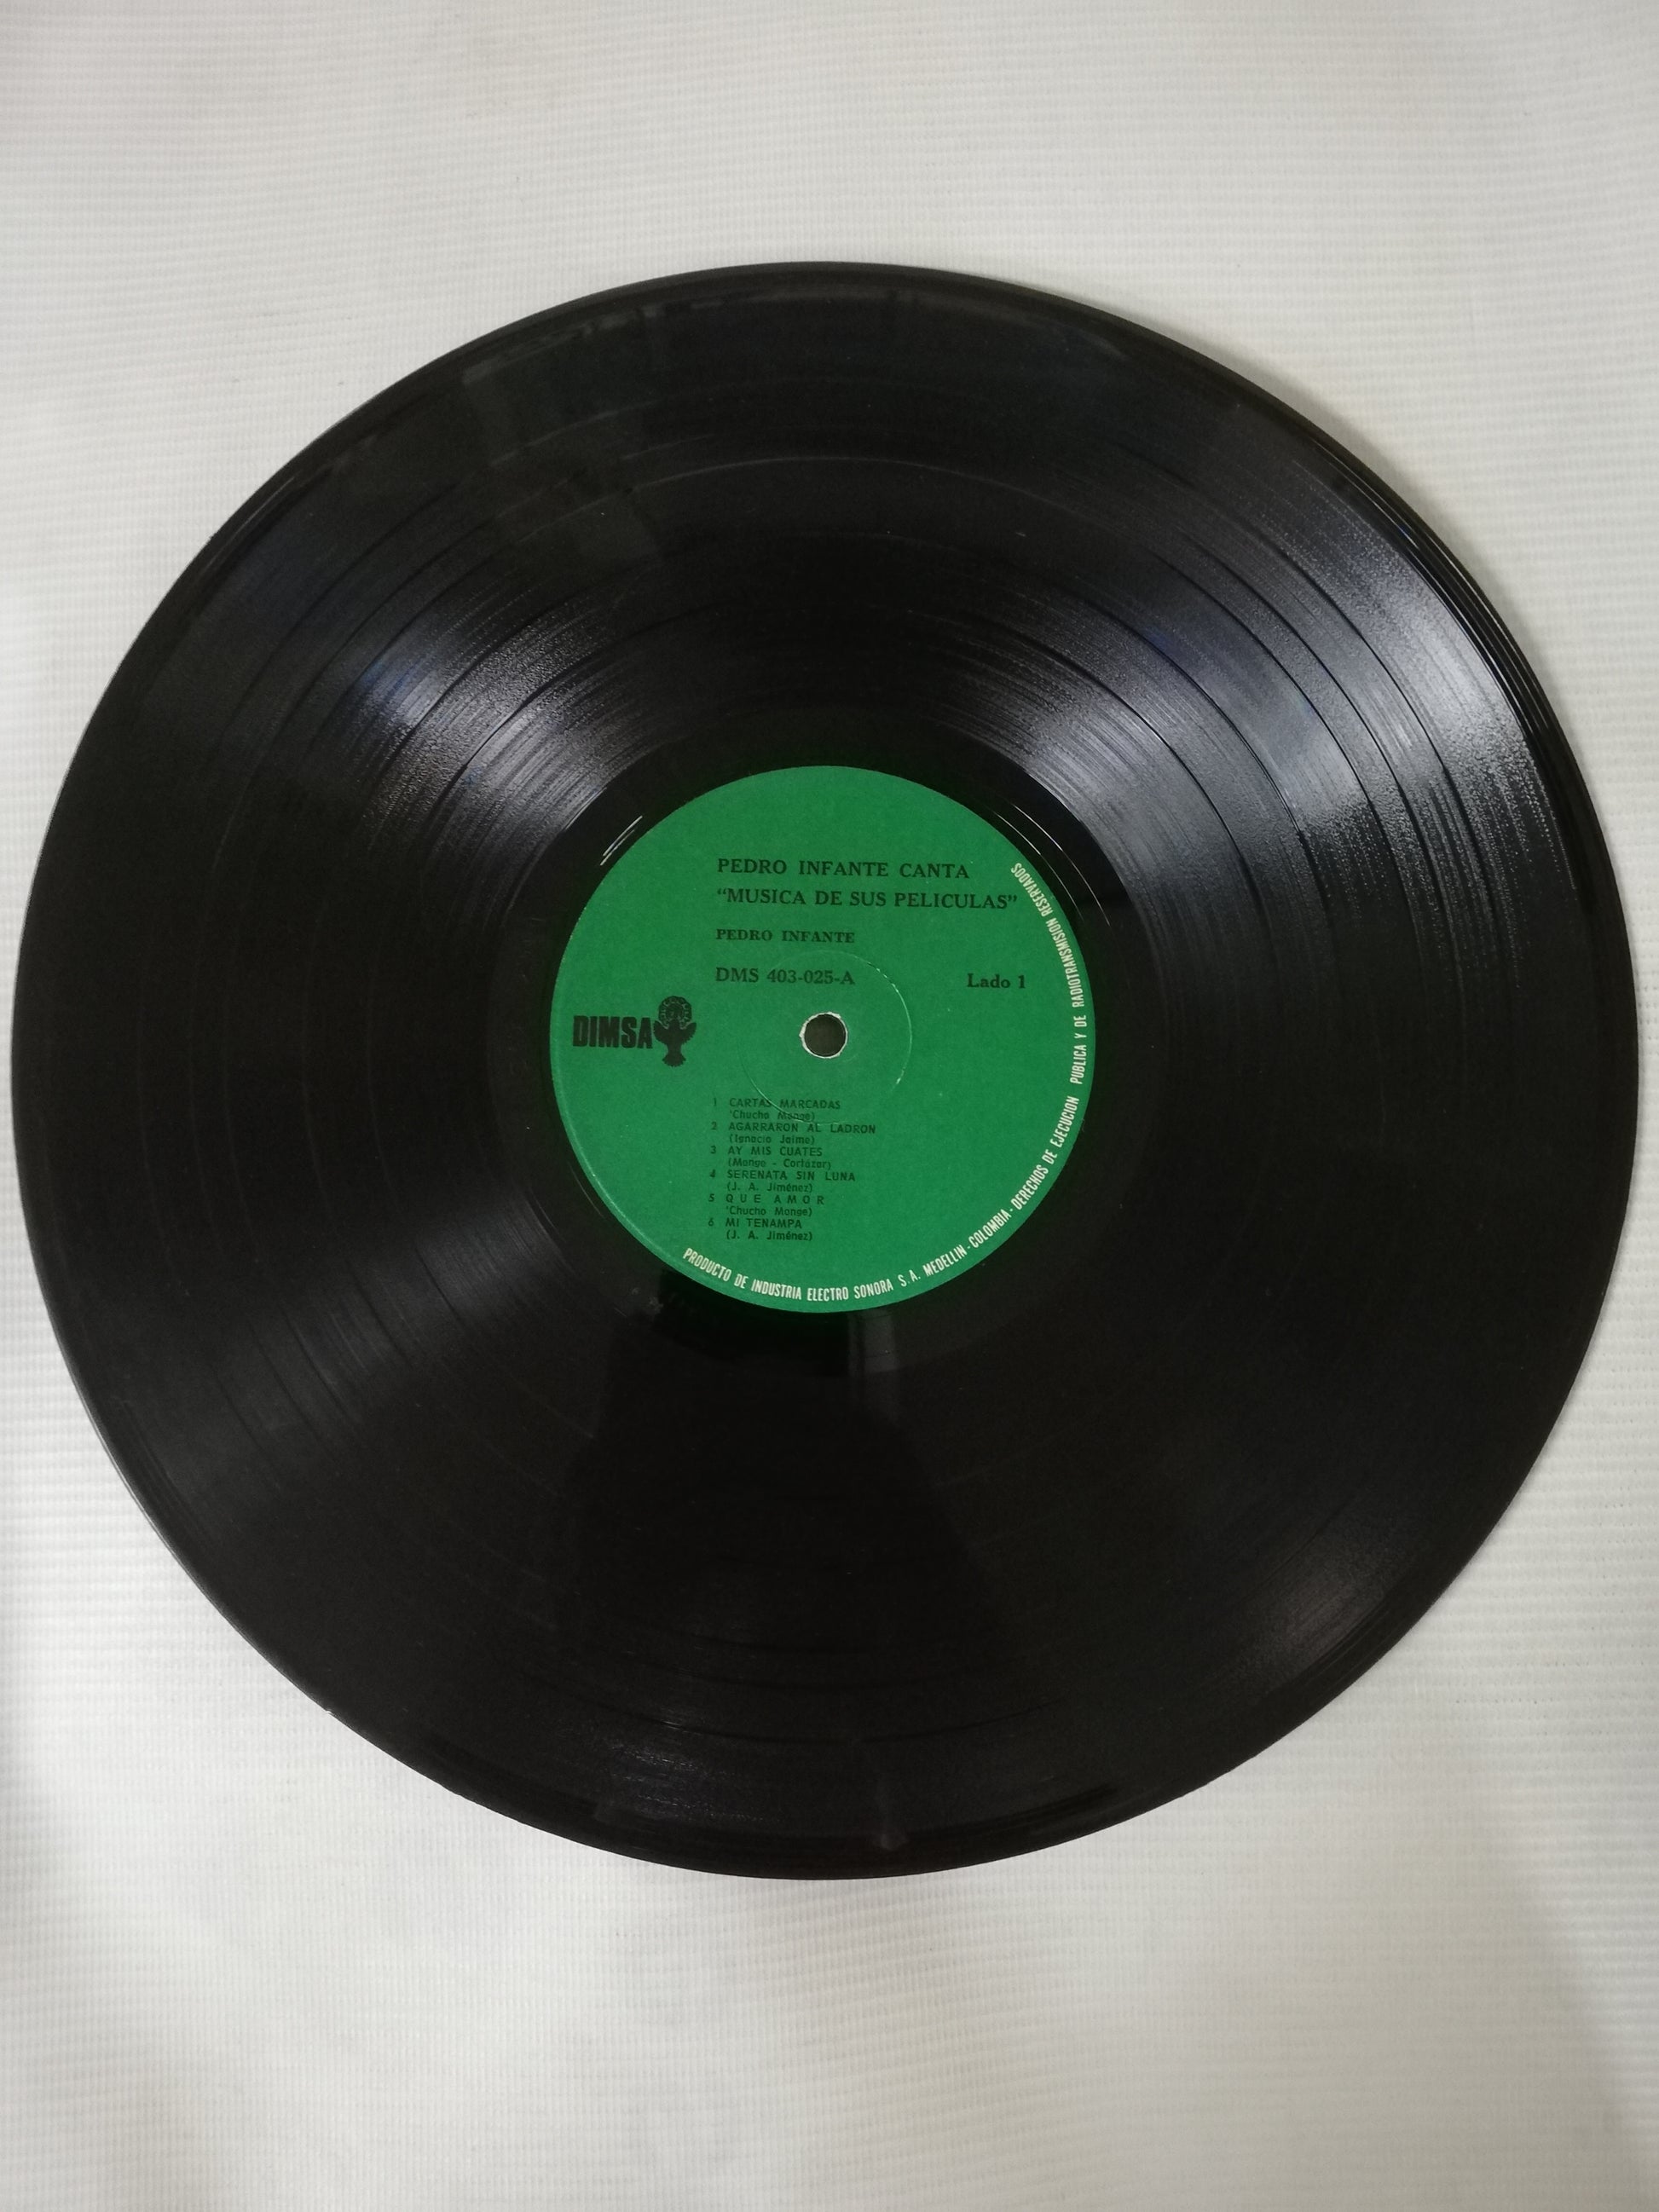 PEDRO INFANTE CANTA
“MUSICA DE SUS PELICULAS”
PEDRO INFANTE
DMS 403-025-A Lado 1
DIMSA
1 CARTAS MARCADAS
'Chucho Monge)
2 AGARRARON AL LADRON
(Ignacio Jaime)
3 AY MIS CUATES
(Monge - Cortázar)
4 SERENATA SIN LUNA
(J. A. Jiménez)
5 QUE AMOR
'Chucho Monge)
6 MI TENAMPA
(J. A. Jiménez)
PRODUCTO DE INDUSTRIA ELECTRO SONORA S.A. MEDELLIN - COLOMBIA - DERECHOS DE EJECUCION PUBLICA Y DE RADIOTRANSMISION RESERVADOS